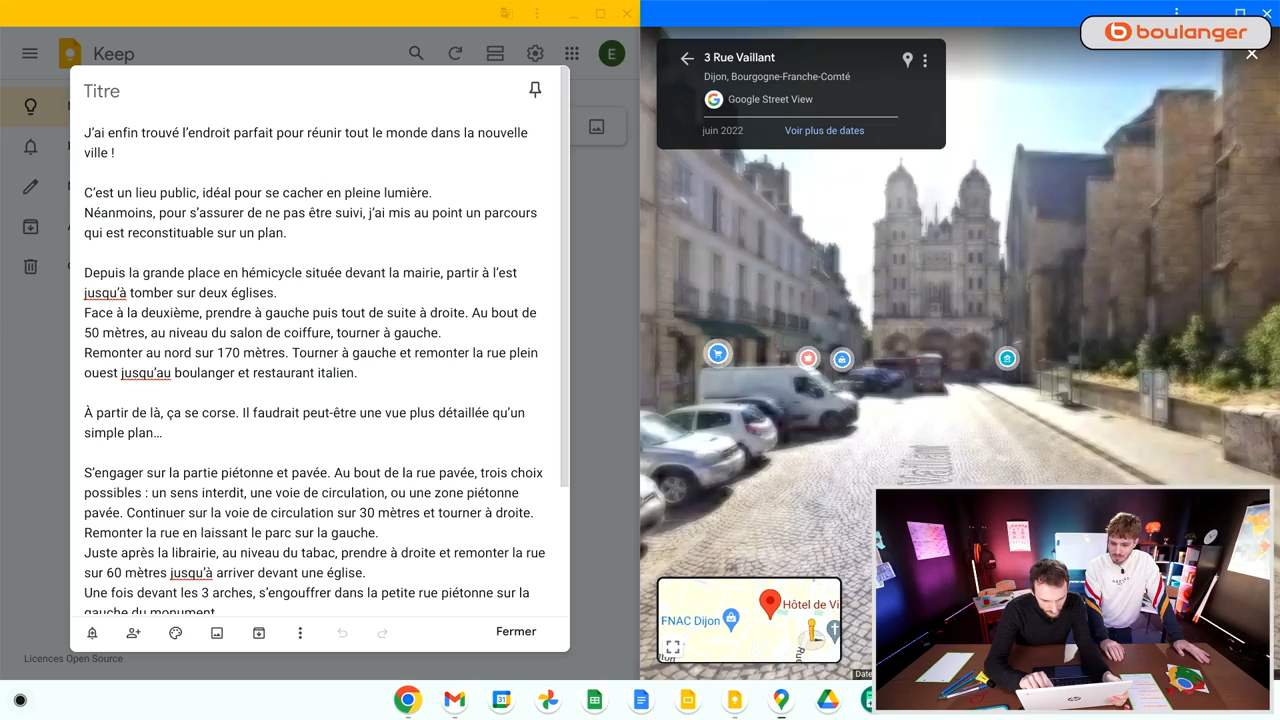 Keep
Titre
J'ai enfin trouvé l'endroit parfait pour réunir tout le monde dans la nouvelle
ville !
C'est un lieu public, idéal pour se cacher en pleine lumière.
Néanmoins, pour s'assurer de ne pas être suivi, j'ai mis au point un parcours
qui est reconstituable sur un plan.
Depuis la grande place en hémicycle située devant la mairie, partir à l'est
jusqu'à tomber sur deux églises.
Face à la deuxième, prendre à gauche puis tout de suite à droite. Au bout de
50 mètres, au niveau du salon de coiffure, tourner à gauche.
Remonter au nord sur 170 mètres. Tourner à gauche et remonter la rue plein
ouest jusqu'au boulanger et restaurant italien.
À partir de là, ça se corse. Il faudrait peut-être une vue plus détaillée qu'un
simple plan…
S'engager sur la partie piétonne et pavée. Au bout de la rue pavée, trois choix
possibles : un sens interdit, une voie de circulation, ou une zone piétonne
pavée. Continuer sur la voie de circulation sur 30 mètres et tourner à droite.
Remonter la rue en laissant le parc sur la gauche.
Juste après la librairie, au niveau du tabac, prendre à droite et remonter la rue
sur 60 mètres jusqu'à arriver devant une église.
Une fois devant les 3 arches, s'engouffrer dans la petite rue piétonne sur la
gauche du monument
Fermer
Licences Open Source
E
boulanger
3 Rue Vaillant
Dijon, Bourgogne-Franche-Comté
Google Street View
juin 2022
Voir plus de dates
Hôtel de Vi
FNAC Dijon
Rue
Date